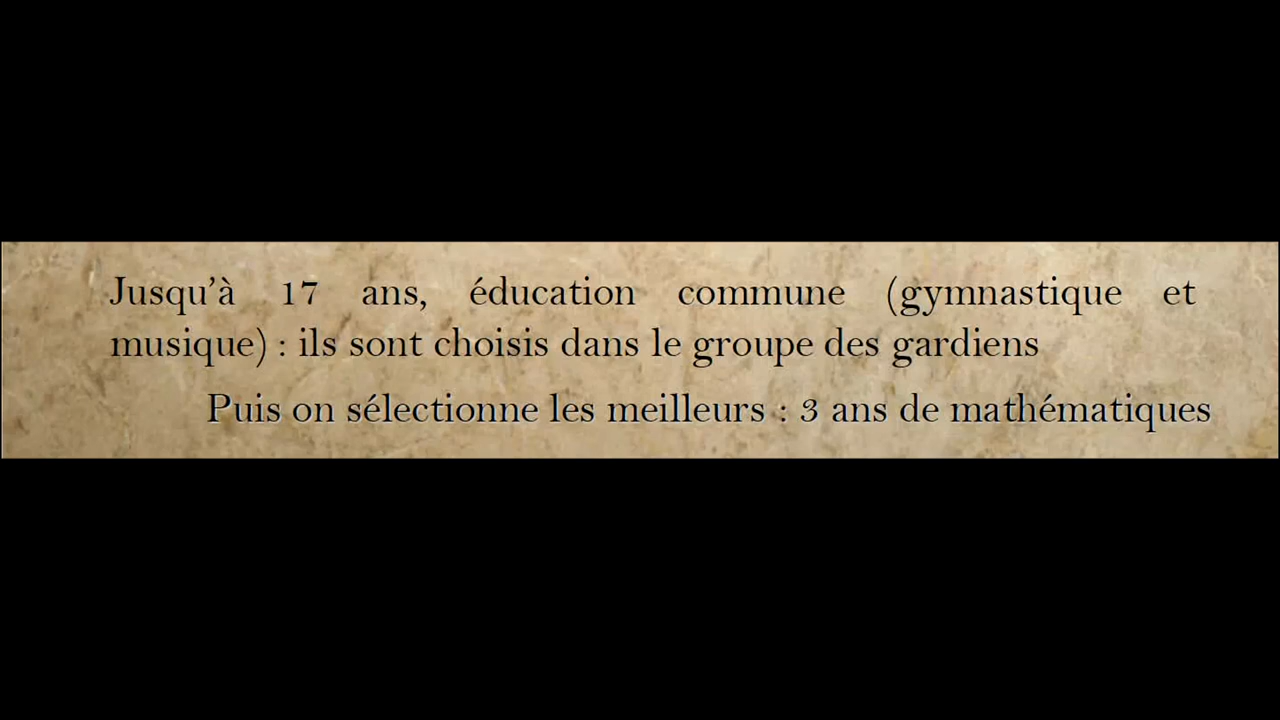 Jusqu’à 17 ans, éducation commune (gymnastique et
musique) : ils sont choisis dans le groupe des gardiens
Puis on sélectionne les meilleurs : 3 ans de mathématiques